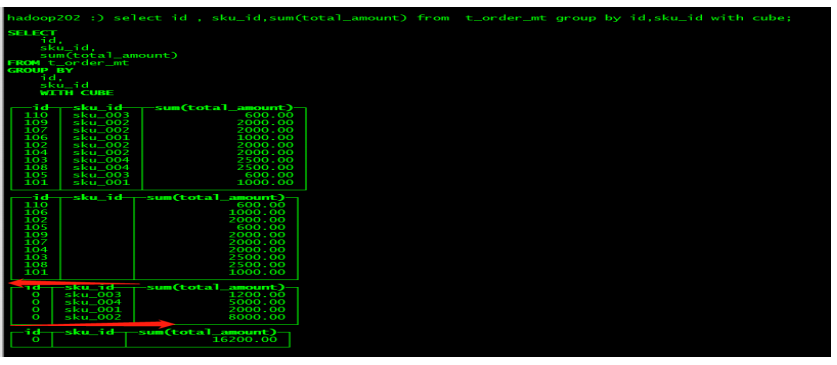 hadoop202 :) select id , sku_id,sum(total_amount) from  t_order_mt group by id,sku_id with cube;
SELECT
id,
sku_id,
sum(total_amount)
FROM t_order_mt
GROUP BY
id,
sku_id
WITH CUBE
id sku_id sum(total_amount)
110 sku_003 600.00
109 sku_002 2000.00
107 sku_002 2000.00
106 sku_001 1000.00
102 sku_002 2000.00
104 sku_002 2000.00
103 sku_004 2500.00
108 sku_004 2500.00
105 sku_003 600.00
101 sku_001 1000.00
id sku_id sum(total_amount)
110 600.00
106 1000.00
102 2000.00
105 600.00
109 2000.00
107 2000.00
104 2000.00
103 2500.00
108 2500.00
101 1000.00
id sku_id sum(total_amount)
0 sku_003 1200.00
0 sku_004 5000.00
0 sku_001 2000.00
0 sku_002 8000.00
id sku_id sum(total_amount)
0 16200.00